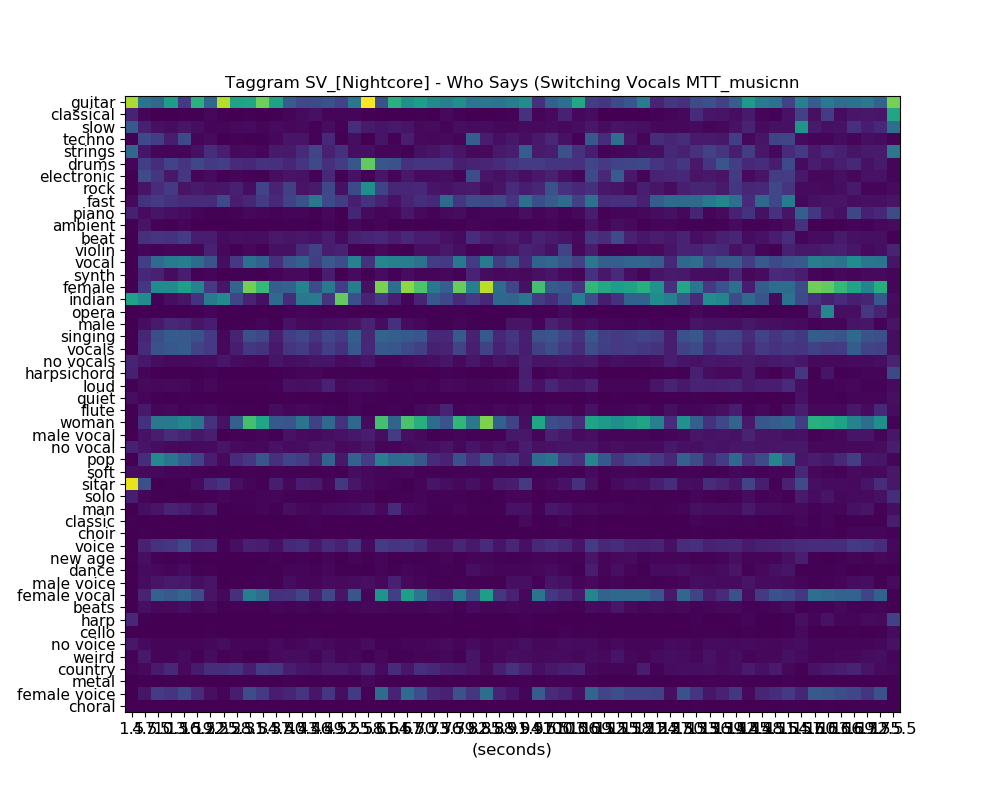 Taggram SV_[Nightcore] - Who Says (Switching Vocals MTT_musicnn
guitar
classical
slow
techno
strings
drums
electronic
rock
fast
piano
ambient
beat
violin
vocal
synth
female
indian
opera
male
singing
vocals
no vocals
harpsichord
loud
quiet
flute
woman
male vocal
no vocal
pop
soft
sitar
solo
man
classic
choir
voice
new age
dance
male voice
female vocal
beats
harp
cello
no voice
weird
country
metal
female voice
choral
(seconds)